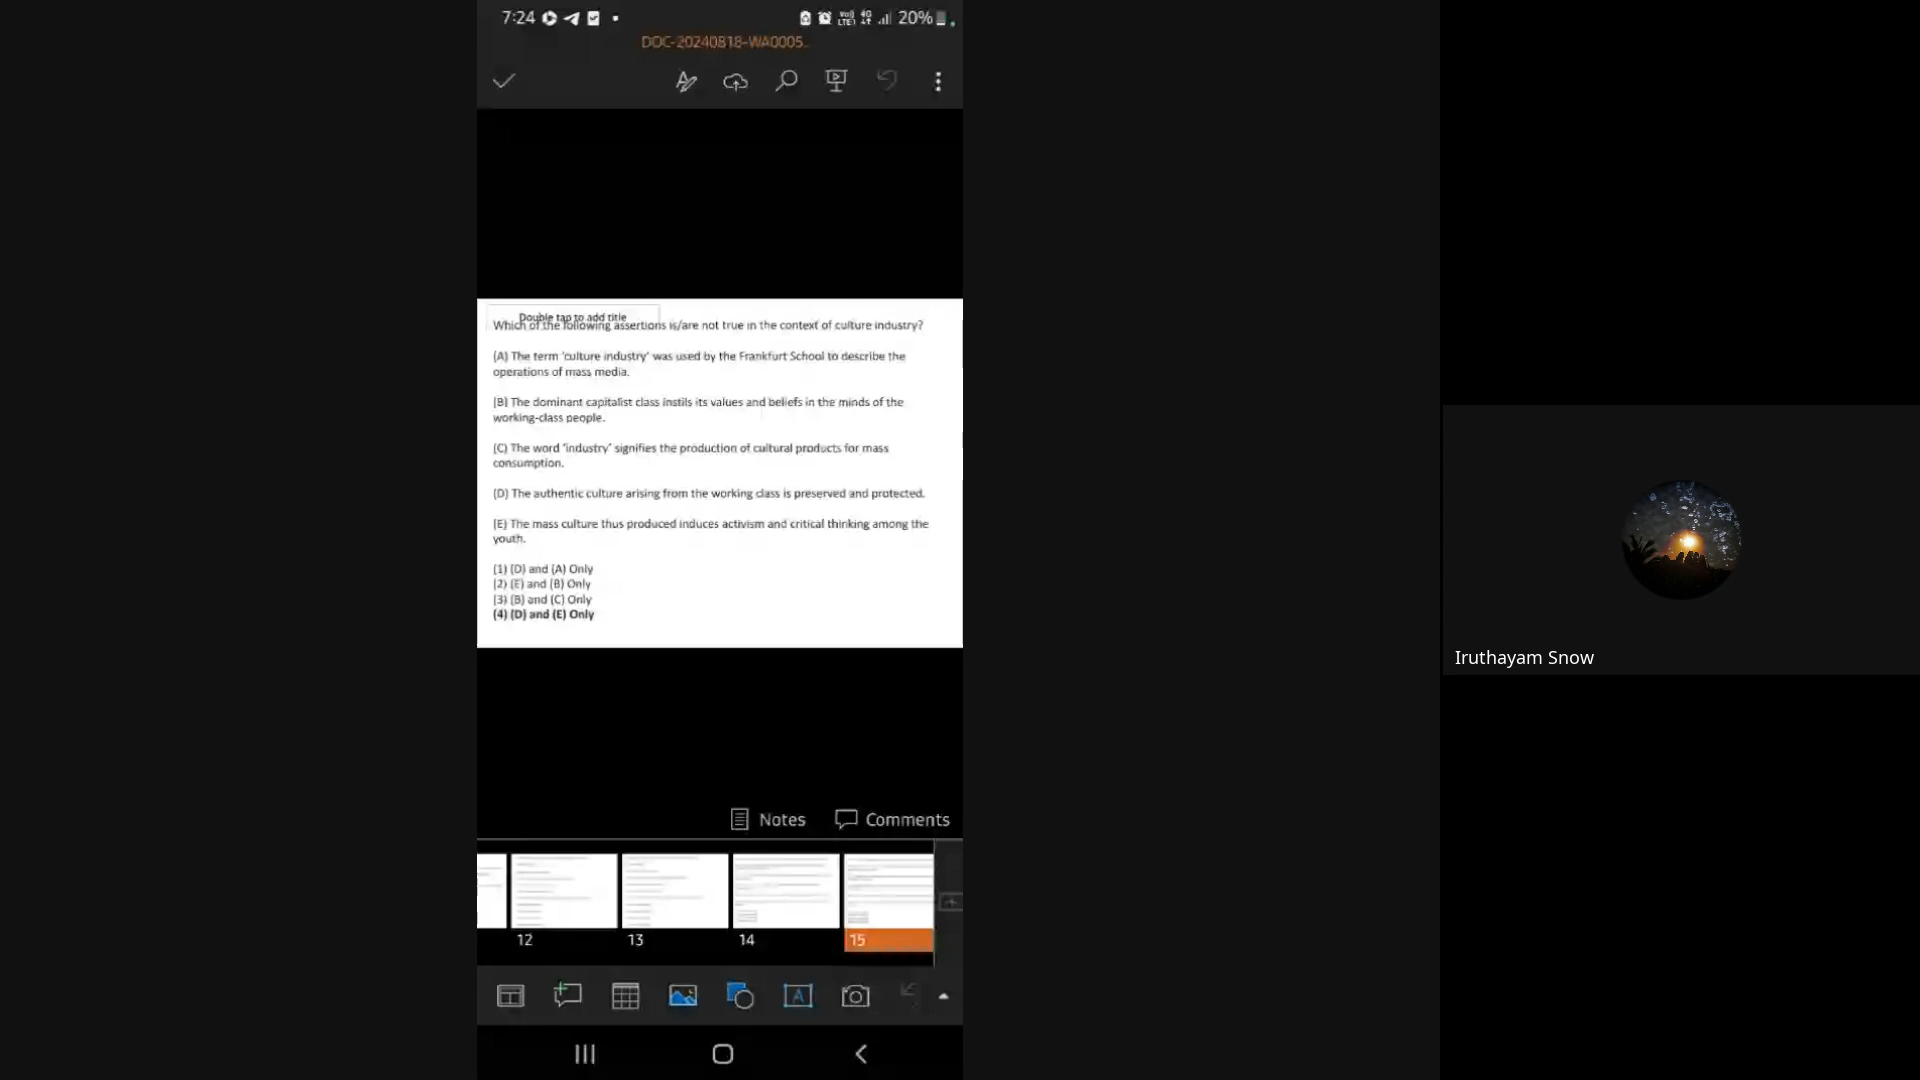 7:24
20%
DOC-20240818-WA0005..
Double tap to add title
Which of the following assertions is/are not true in the context of culture industry?
(A) The term 'culture industry' was used by the Frankfurt School to describe the
operations of mass media.
(B) The dominant capitalist class instils its values and beliefs in the minds of the
working-class people.
(C) The word 'industry' signifies the production of cultural products for mass
consumption.
(D) The authentic culture arising from the working class is preserved and protected.
(E) The mass culture thus produced induces activism and critical thinking among the
youth.
(1) (D) and (A) Only
(2) (E) and (B) Only
(3) (B) and (C) Only
(4) (D) and (E) Only
Notes
Comments
12
13
14
15
Iruthayam Snow